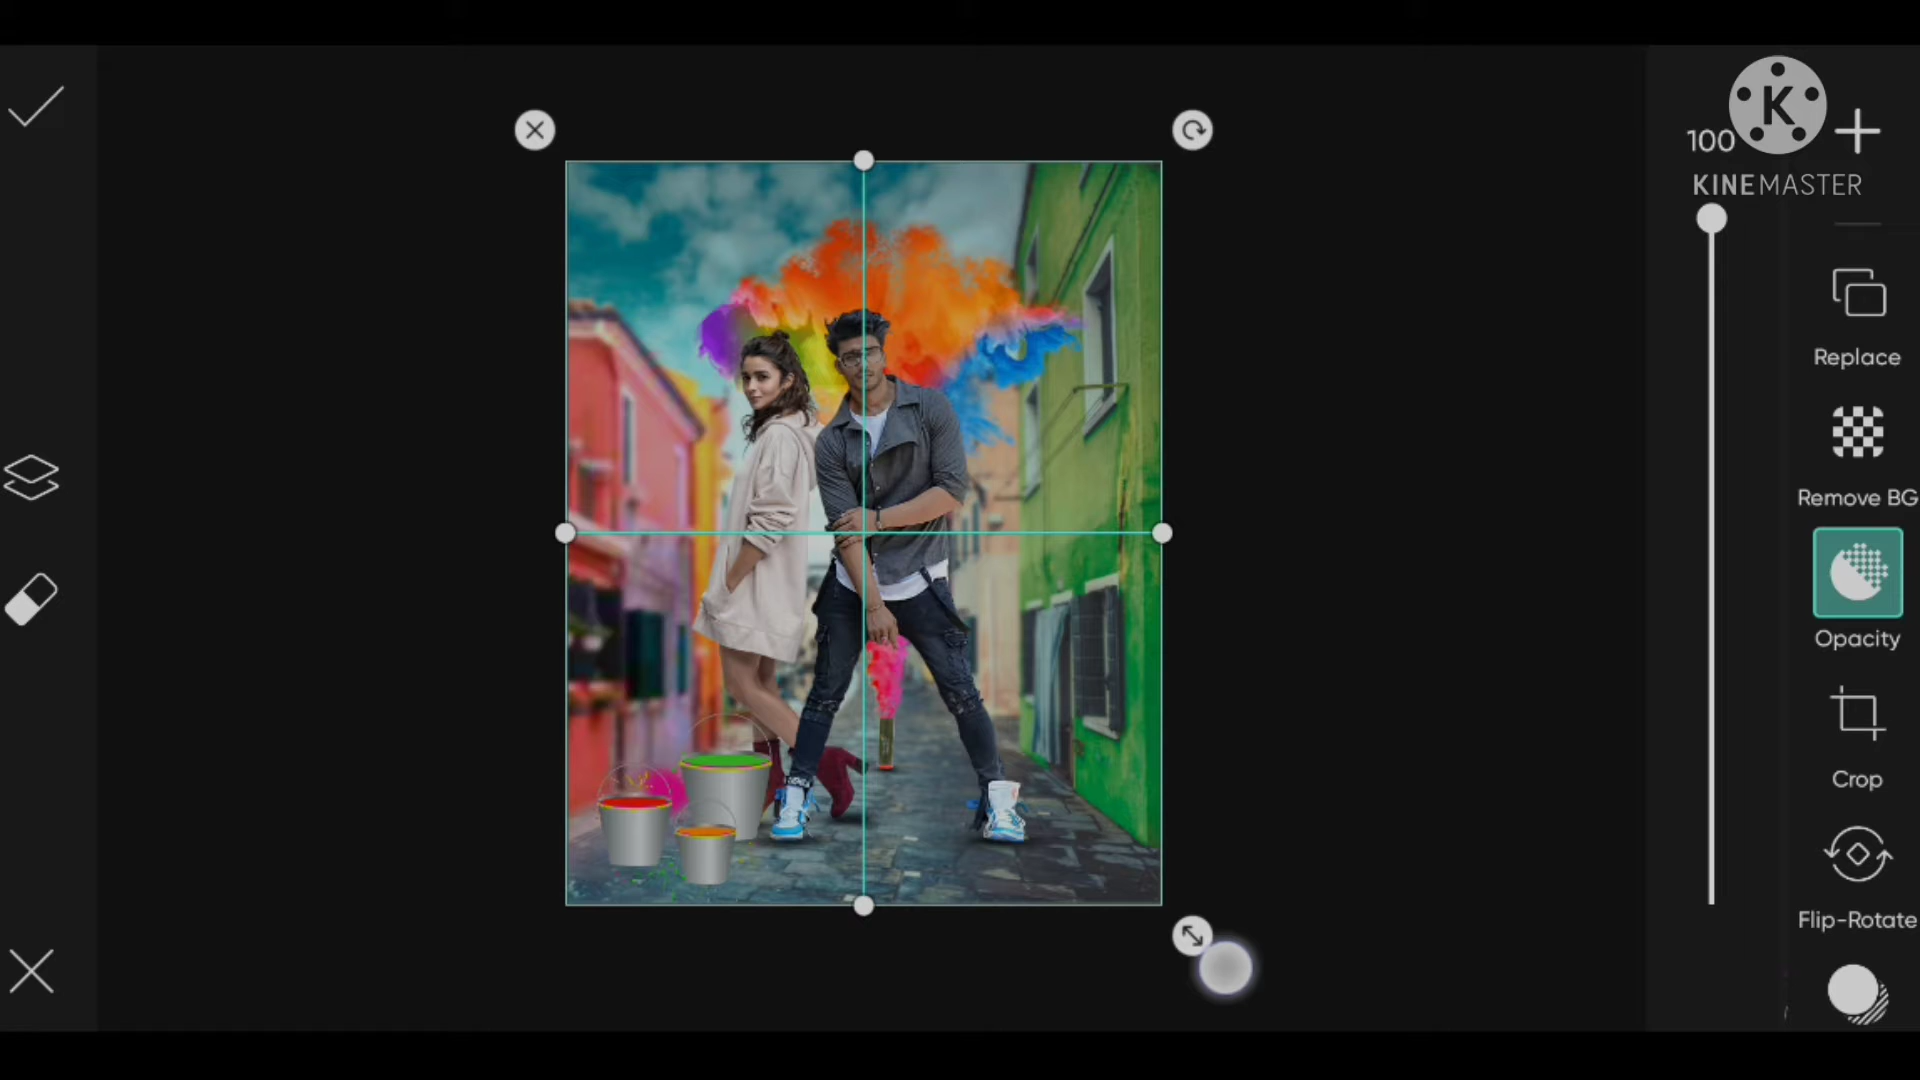 100
K
KINEMASTER
Replace
Remove BG
Opacity
Crop
Flip-Rotate